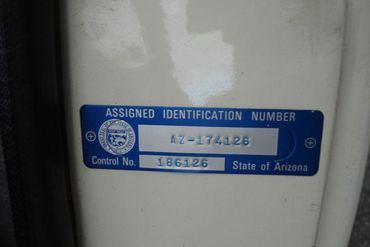 ASSIGNED IDENTIFICATION NUMBER
AZ-174126
Control No. 186126 State of Arizona